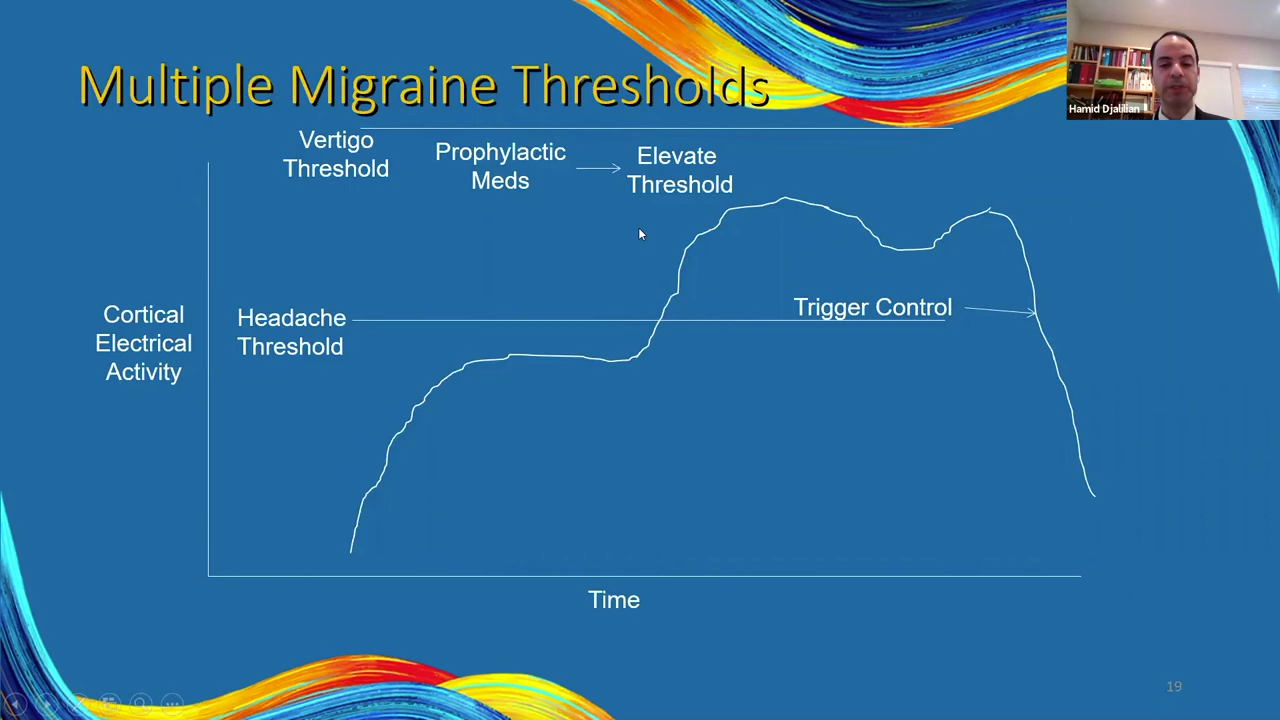 Multiple Migraine Thresholds
Hamid Djalilian
Vertigo
Threshold
Prophylactic
Meds
Elevate
Threshold
Cortical
Electrical
Activity
Headache
Threshold
Trigger Control
Time
19